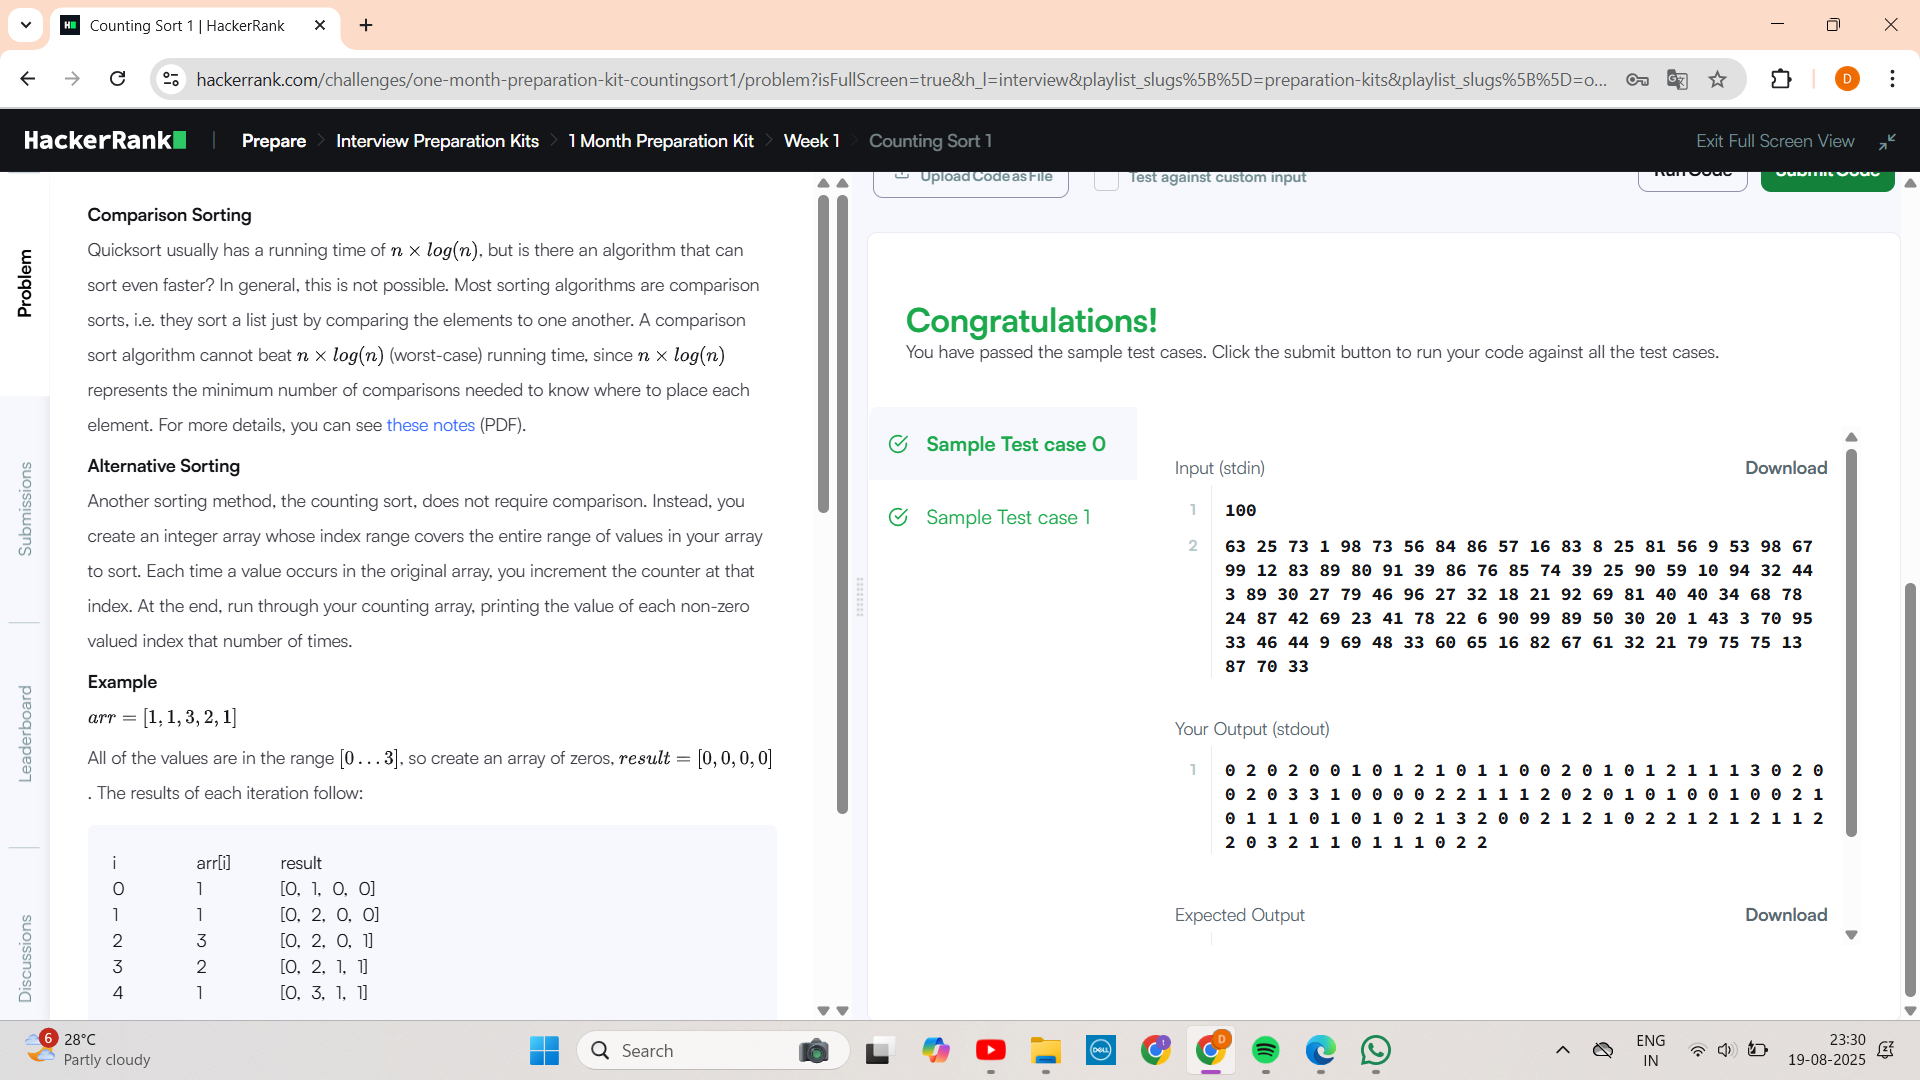 Counting Sort 1 | HackerRank
hackerrank.com/challenges/one-month-preparation-kit-countingsort1/problem?isFullScreen=true&h_l=interview&playlist_slugs%5B%5D=preparation-kits&playlist_slugs%5B%5D=o...
D
HackerRank
Prepare
Interview Preparation Kits
1 Month Preparation Kit
Week 1
Counting Sort 1
Exit Full Screen View
Problem
Submissions
Leaderboard
Discussions
Comparison Sorting
Quicksort usually has a running time of n × log(n), but is there an algorithm that can
sort even faster? In general, this is not possible. Most sorting algorithms are comparison
sorts, i.e. they sort a list just by comparing the elements to one another. A comparison
sort algorithm cannot beat n × log(n) (worst-case) running time, since n × log(n)
represents the minimum number of comparisons needed to know where to place each
element. For more details, you can see these notes (PDF).
Alternative Sorting
Another sorting method, the counting sort, does not require comparison. Instead, you
create an integer array whose index range covers the entire range of values in your array
to sort. Each time a value occurs in the original array, you increment the counter at that
index. At the end, run through your counting array, printing the value of each non-zero
valued index that number of times.
Example
arr = [1, 1, 3, 2, 1]
All of the values are in the range [0 . . . 3], so create an array of zeros, result = [0, 0, 0, 0]
. The results of each iteration follow:
i arr[i] result
0 1 [0, 1, 0, 0]
1 1 [0, 2, 0, 0]
2 3 [0, 2, 0, 1]
3 2 [0, 2, 1, 1]
4 1 [0, 3, 1, 1]
Upload Code as File
Test against custom input
Run Code
Submit Code
Congratulations!
You have passed the sample test cases. Click the submit button to run your code against all the test cases.
Sample Test case 0
Sample Test case 1
Input (stdin)
Download
1 100
2 63 25 73 1 98 73 56 84 86 57 16 83 8 25 81 56 9 53 98 67
99 12 83 89 80 91 39 86 76 85 74 39 25 90 59 10 94 32 44
3 89 30 27 79 46 96 27 32 18 21 92 69 81 40 40 34 68 78
24 87 42 69 23 41 78 22 6 90 99 89 50 30 20 1 43 3 70 95
33 46 44 9 69 48 33 60 65 16 82 67 61 32 21 79 75 75 13
87 70 33
Your Output (stdout)
1 0 2 0 2 0 0 1 0 1 2 1 0 1 1 0 0 2 0 1 0 1 2 1 1 1 3 0 2 0
0 2 0 3 3 1 0 0 0 0 2 2 1 1 1 2 0 2 0 1 0 1 0 0 1 0 0 2 1
0 1 1 1 0 1 0 1 0 2 1 3 2 0 0 2 1 2 1 0 2 2 1 2 1 2 1 1 2
2 0 3 2 1 1 0 1 1 1 0 2 2
Expected Output
Download
6
28°C
Partly cloudy
Search
DELL
D
ENG
IN
23:30
19-08-2025